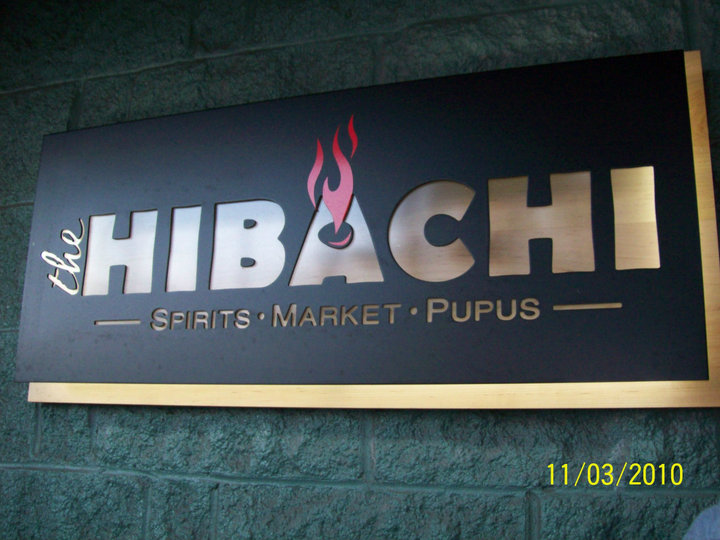 the HIBACHI
SPIRITS • MARKET • PUPUS
11/03/2010